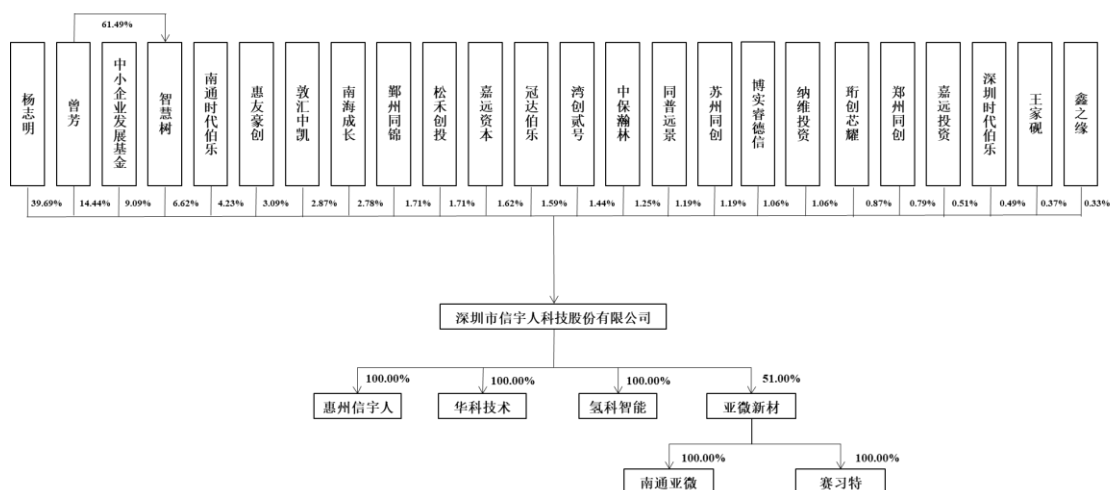 61.49%
杨志明
曾芳
中小企业发展基金
智慧树
南通时代伯乐
惠友豪创
敦汇中凯
南海成长
鄞州同锦
松禾创投
嘉远资本
冠达伯乐
湾创贰号
中保瀚林
同普远景
苏州同创
博实睿德信
纳维投资
珩创芯耀
郑州同创
嘉远投资
深圳时代伯乐
王家砚
鑫之缘
39.69% 14.44% 9.09% 6.62% 4.23% 3.09% 2.87% 2.78% 1.71% 1.71% 1.62% 1.59% 1.44% 1.25% 1.19% 1.19% 1.06% 1.06% 0.87% 0.79% 0.51% 0.49% 0.37% 0.33%
深圳市信宇人科技股份有限公司
100.00% 100.00% 100.00% 51.00%
惠州信宇人 华科技术 氢科智能 亚微新材
100.00% 100.00%
南通亚微 赛习特